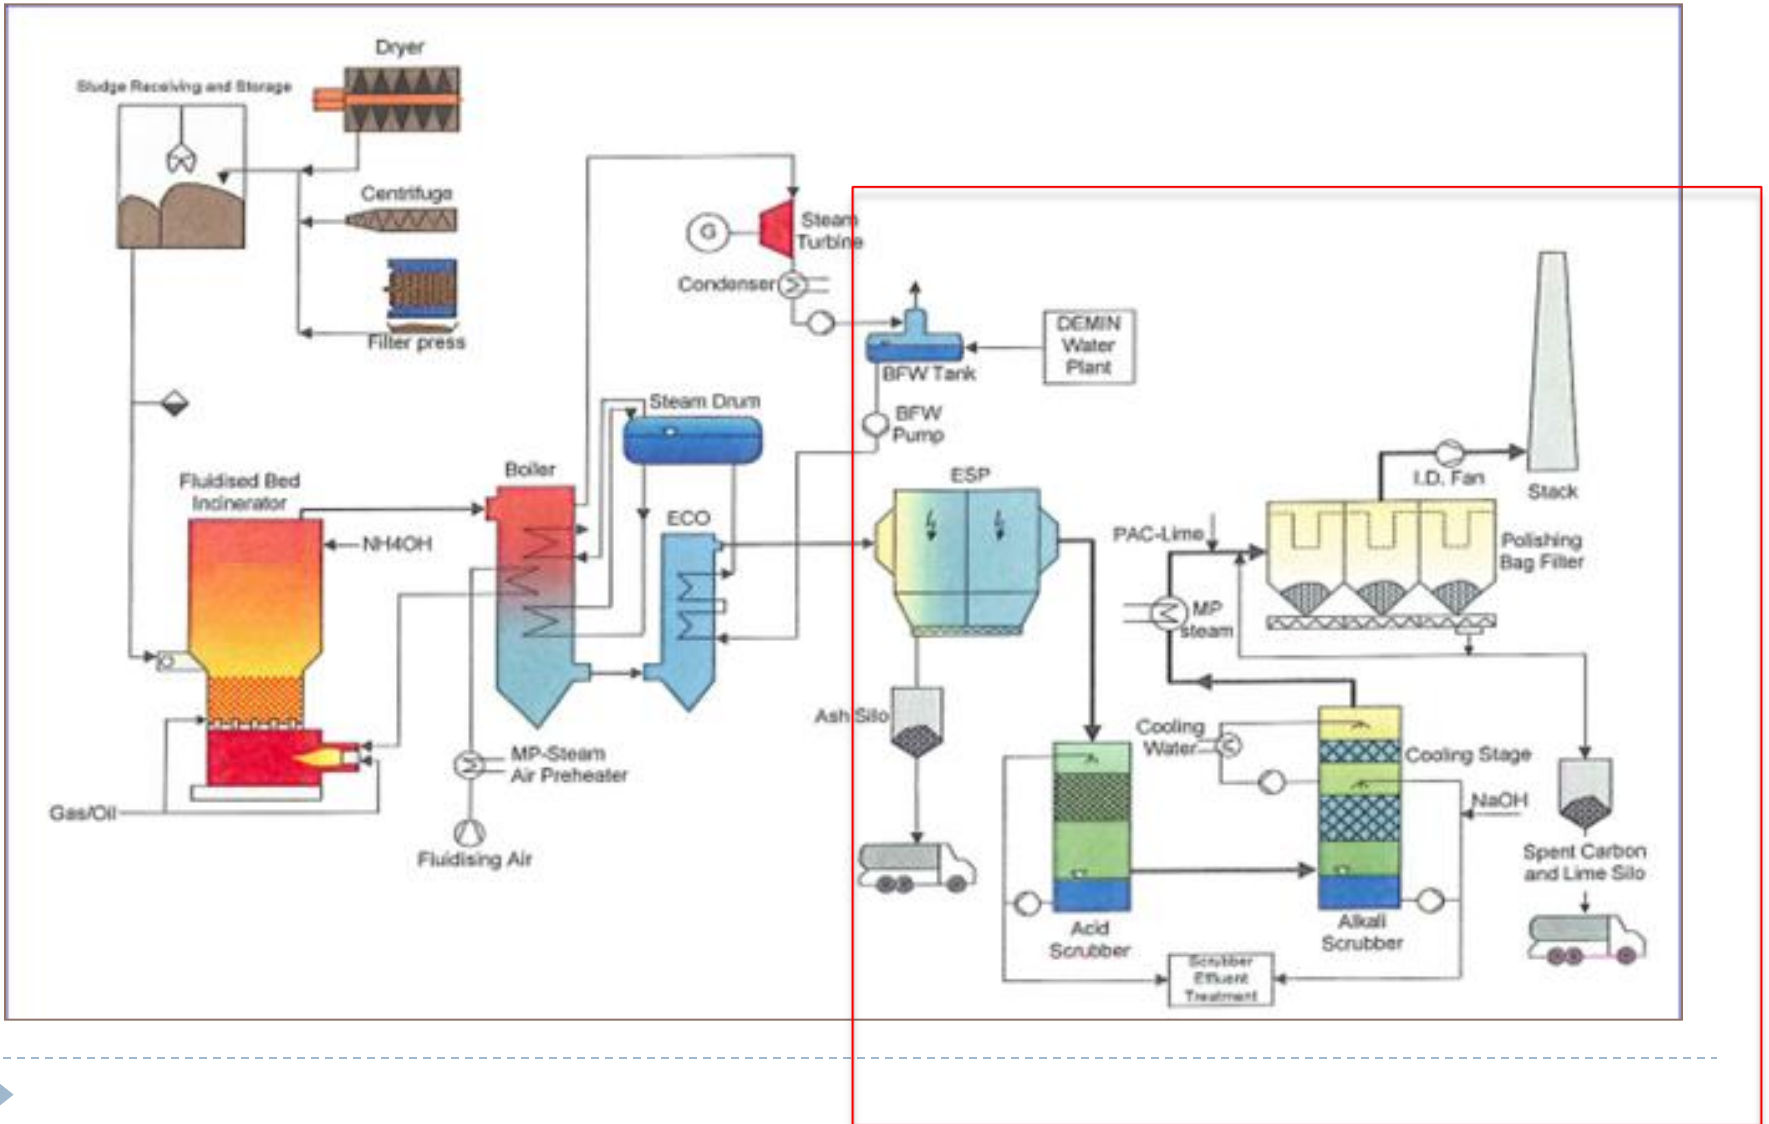 Dryer
Sludge Receiving and Storage
Centrifuge
Filter press
G
Steam
Turbine
Condenser
BFW Tank
DEMIN
Water
Plant
BFW
Pump
Steam Drum
Boiler
ECO
Fluidised Bed
Incinerator
NH4OH
ESP
PAC-Lime
I.D. Fan
Stack
Polishing
Bag Filter
MP
steam
Ash Silo
Cooling
Water
Cooling Stage
NaOH
MP-Steam
Air Preheater
Gas/Oil
Fluidising Air
Spent Carbon
and Lime Silo
Acid
Scrubber
Alkali
Scrubber
Scrubber
Effluent
Treatment